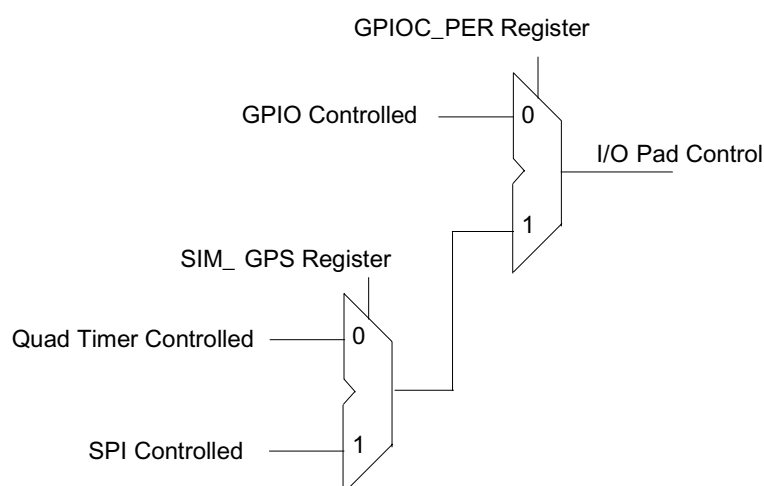 GPIOC_PER Register
GPIO Controlled
0
I/O Pad Control
1
SIM_ GPS Register
Quad Timer Controlled
0
SPI Controlled
1